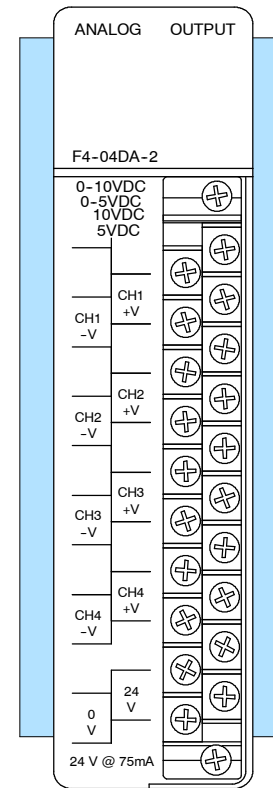 ANALOG OUTPUT
F4-04DA-2
0-10VDC
0-5VDC
10VDC
5VDC
CH1
+V
CH1
-V
CH2
+V
CH2
-V
CH3
+V
CH3
-V
CH4
+V
CH4
-V
24
V
0
V
24 V @ 75mA